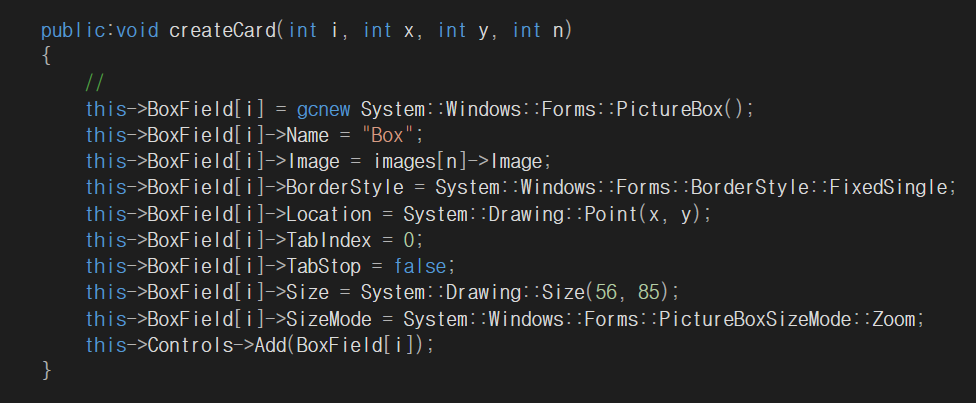 public:void createCard(int i, int x, int y, int n)
{
//
this->BoxField[i] = gcnew System::Windows::Forms::PictureBox();
this->BoxField[i]->Name = "Box";
this->BoxField[i]->Image = images[n]->Image;
this->BoxField[i]->BorderStyle = System::Windows::Forms::BorderStyle::FixedSingle;
this->BoxField[i]->Location = System::Drawing::Point(x, y);
this->BoxField[i]->TabIndex = 0;
this->BoxField[i]->TabStop = false;
this->BoxField[i]->Size = System::Drawing::Size(56, 85);
this->BoxField[i]->SizeMode = System::Windows::Forms::PictureBoxSizeMode::Zoom;
this->Controls->Add(BoxField[i]);
}